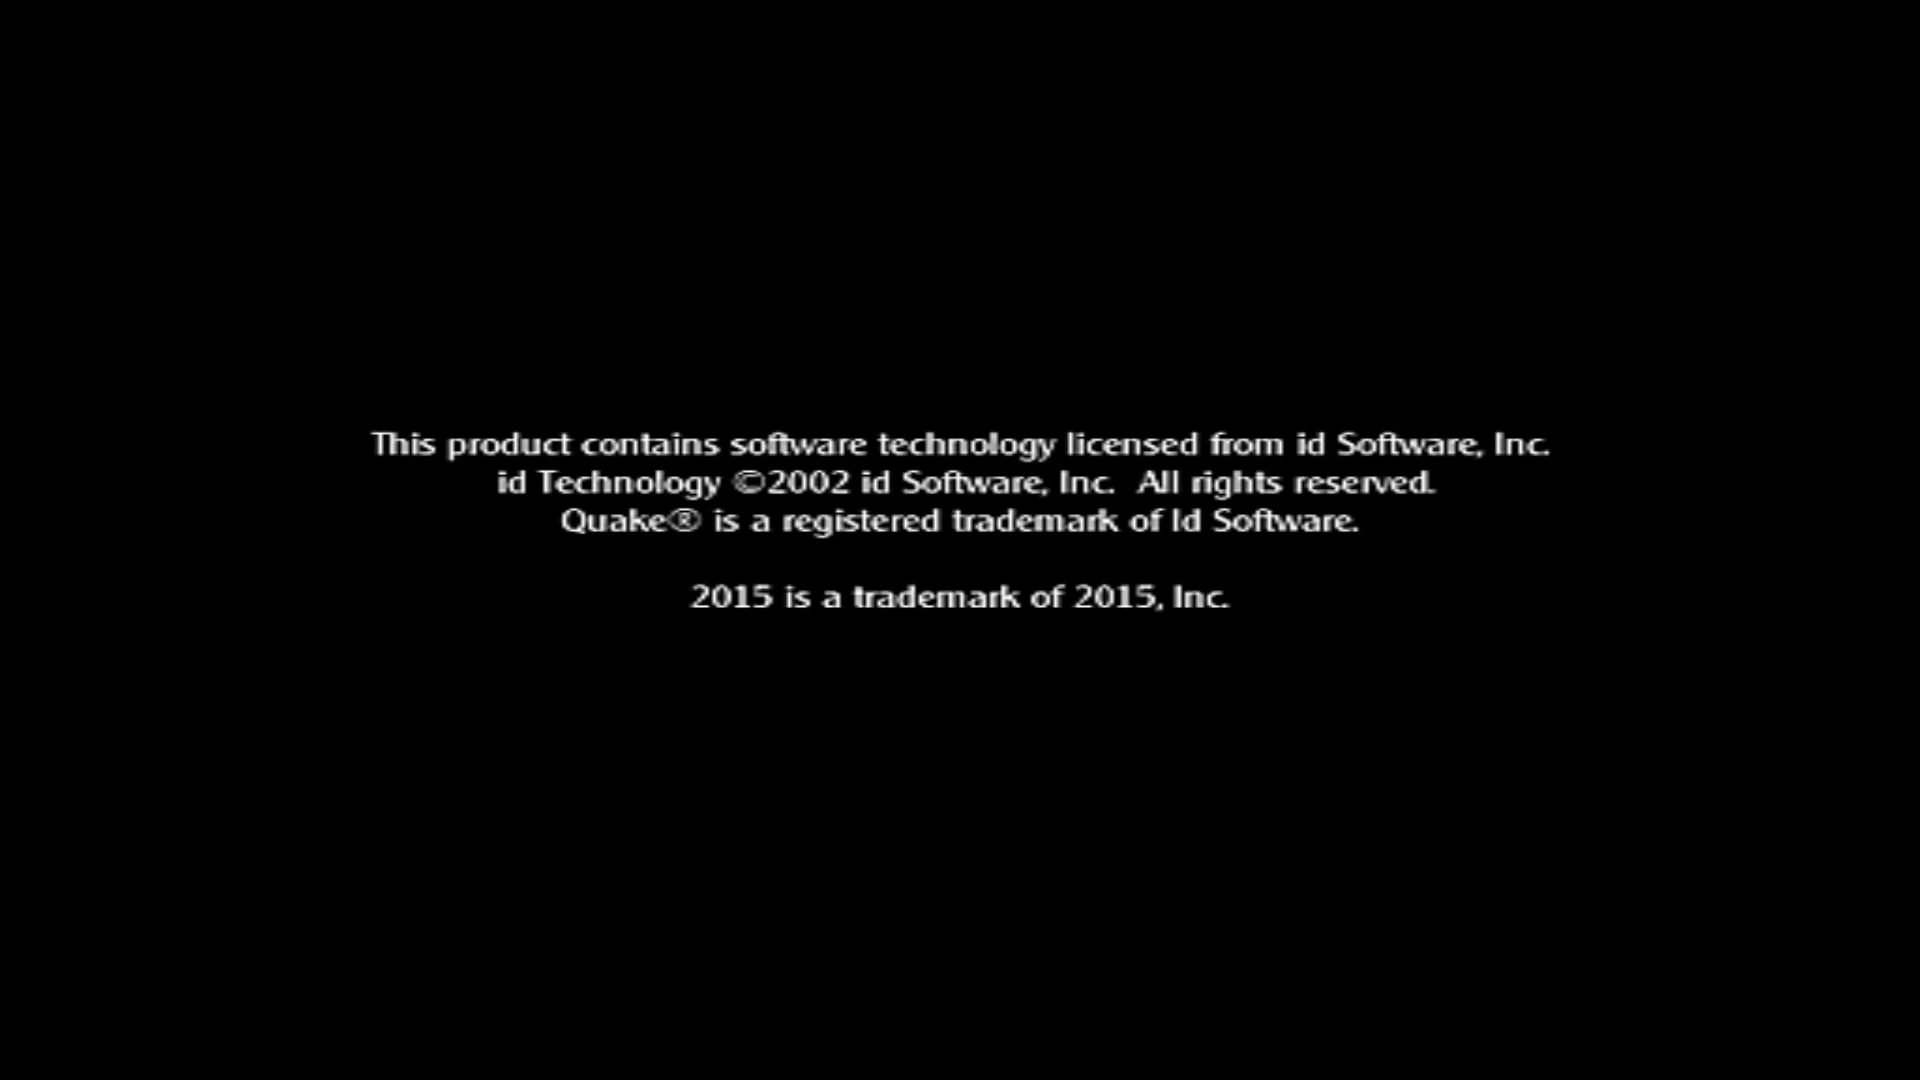 This product contains software technology licensed from id Software, Inc.
id Technology ©2002 id Software, Inc.  All rights reserved.
Quake® is a registered trademark of Id Software.
2015 is a trademark of 2015, Inc.